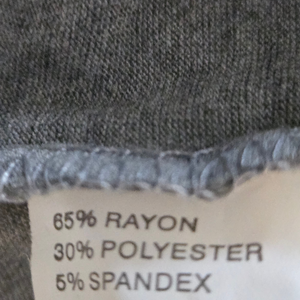 65% RAYON
30% POLYESTER
5% SPANDEX